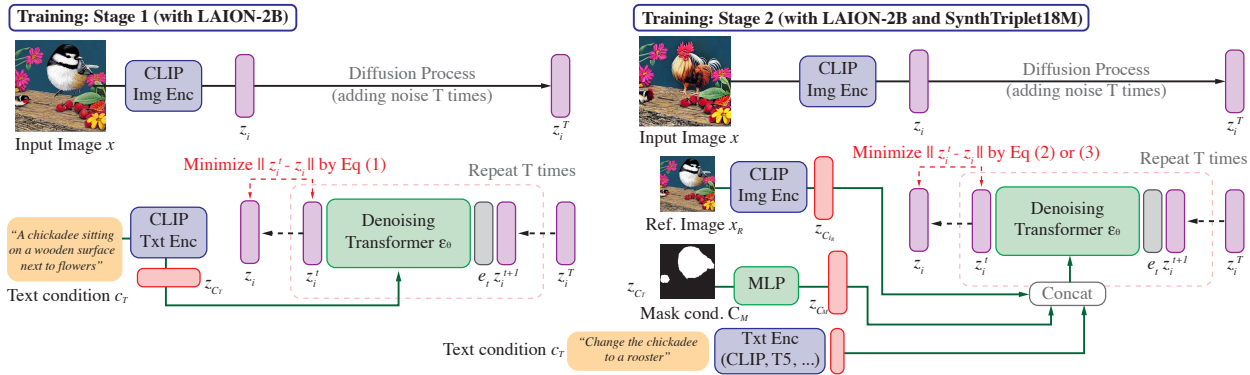 Training: Stage 1 (with LAION-2B)
CLIP
Img Enc
Diffusion Process
(adding noise T times)
z_i
z_i^T
Input Image x
Minimize || z_i^t - z_i || by Eq (1)
Repeat T times
CLIP
Txt Enc
Denoising
Transformer ε_θ
“A chickadee sitting
on a wooden surface
next to flowers”
z_{C_T}
z_i
z_i^t
e_t z_i^{t+1}
z_i^T
Text condition c_T
Training: Stage 2 (with LAION-2B and SynthTriplet18M)
CLIP
Img Enc
Diffusion Process
(adding noise T times)
z_i
z_i^T
Input Image x
Minimize || z_i^t - z_i || by Eq (2) or (3)
Repeat T times
CLIP
Img Enc
Denoising
Transformer ε_θ
Ref. Image x_R
z_{C_{I_R}}
z_i
z_i^t
e_t z_i^{t+1}
z_i^T
z_{C_T}
MLP
z_{C_M}
Concat
Mask cond. C_M
Text condition c_T
“Change the chickadee
to a rooster”
Txt Enc
(CLIP, T5, ...)